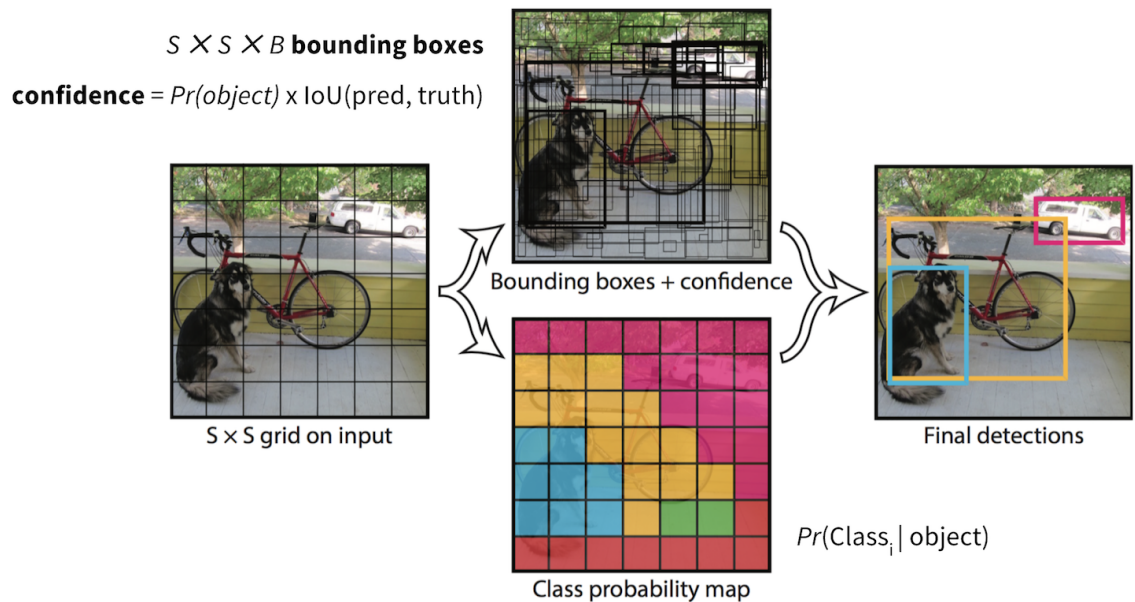 S × S × B bounding boxes
confidence = Pr(object) x IoU(pred, truth)
Bounding boxes + confidence
S × S grid on input
Final detections
Pr(Classᵢ | object)
Class probability map